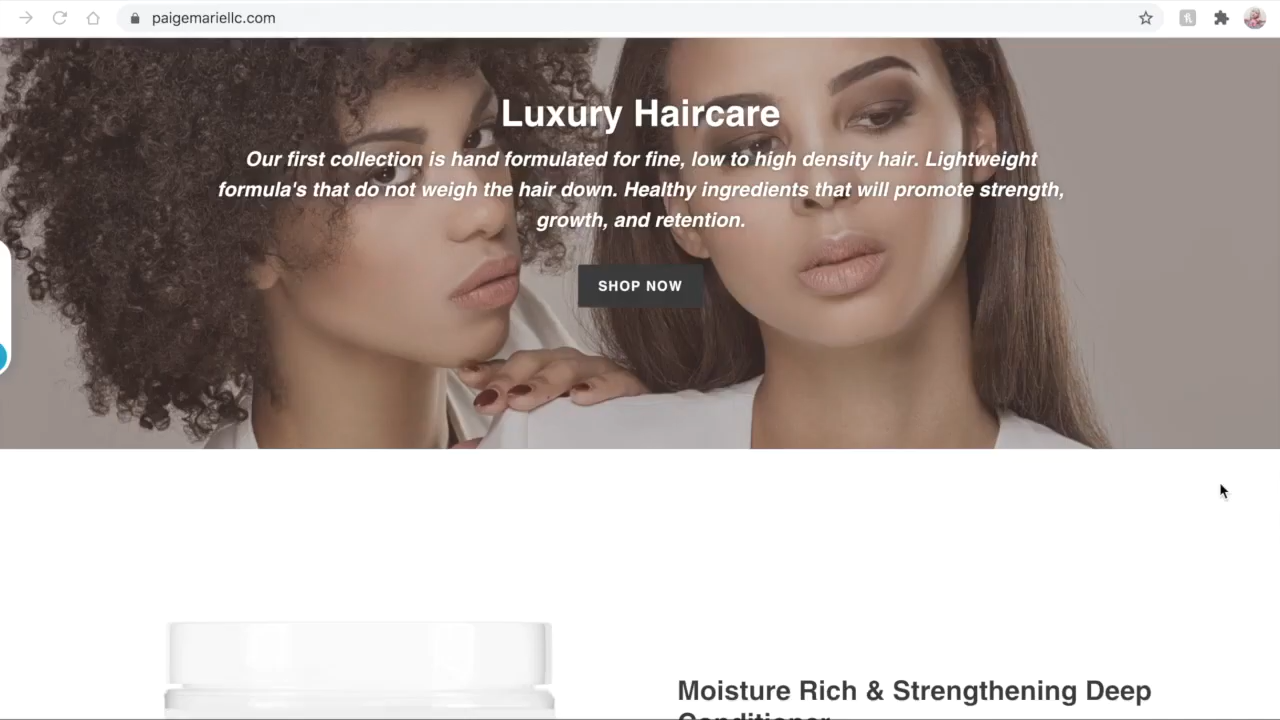 paigemariellc.com
Luxury Haircare
Our first collection is hand formulated for fine, low to high density hair. Lightweight
formula's that do not weigh the hair down. Healthy ingredients that will promote strength,
growth, and retention.
SHOP NOW
Moisture Rich & Strengthening Deep
Conditioner